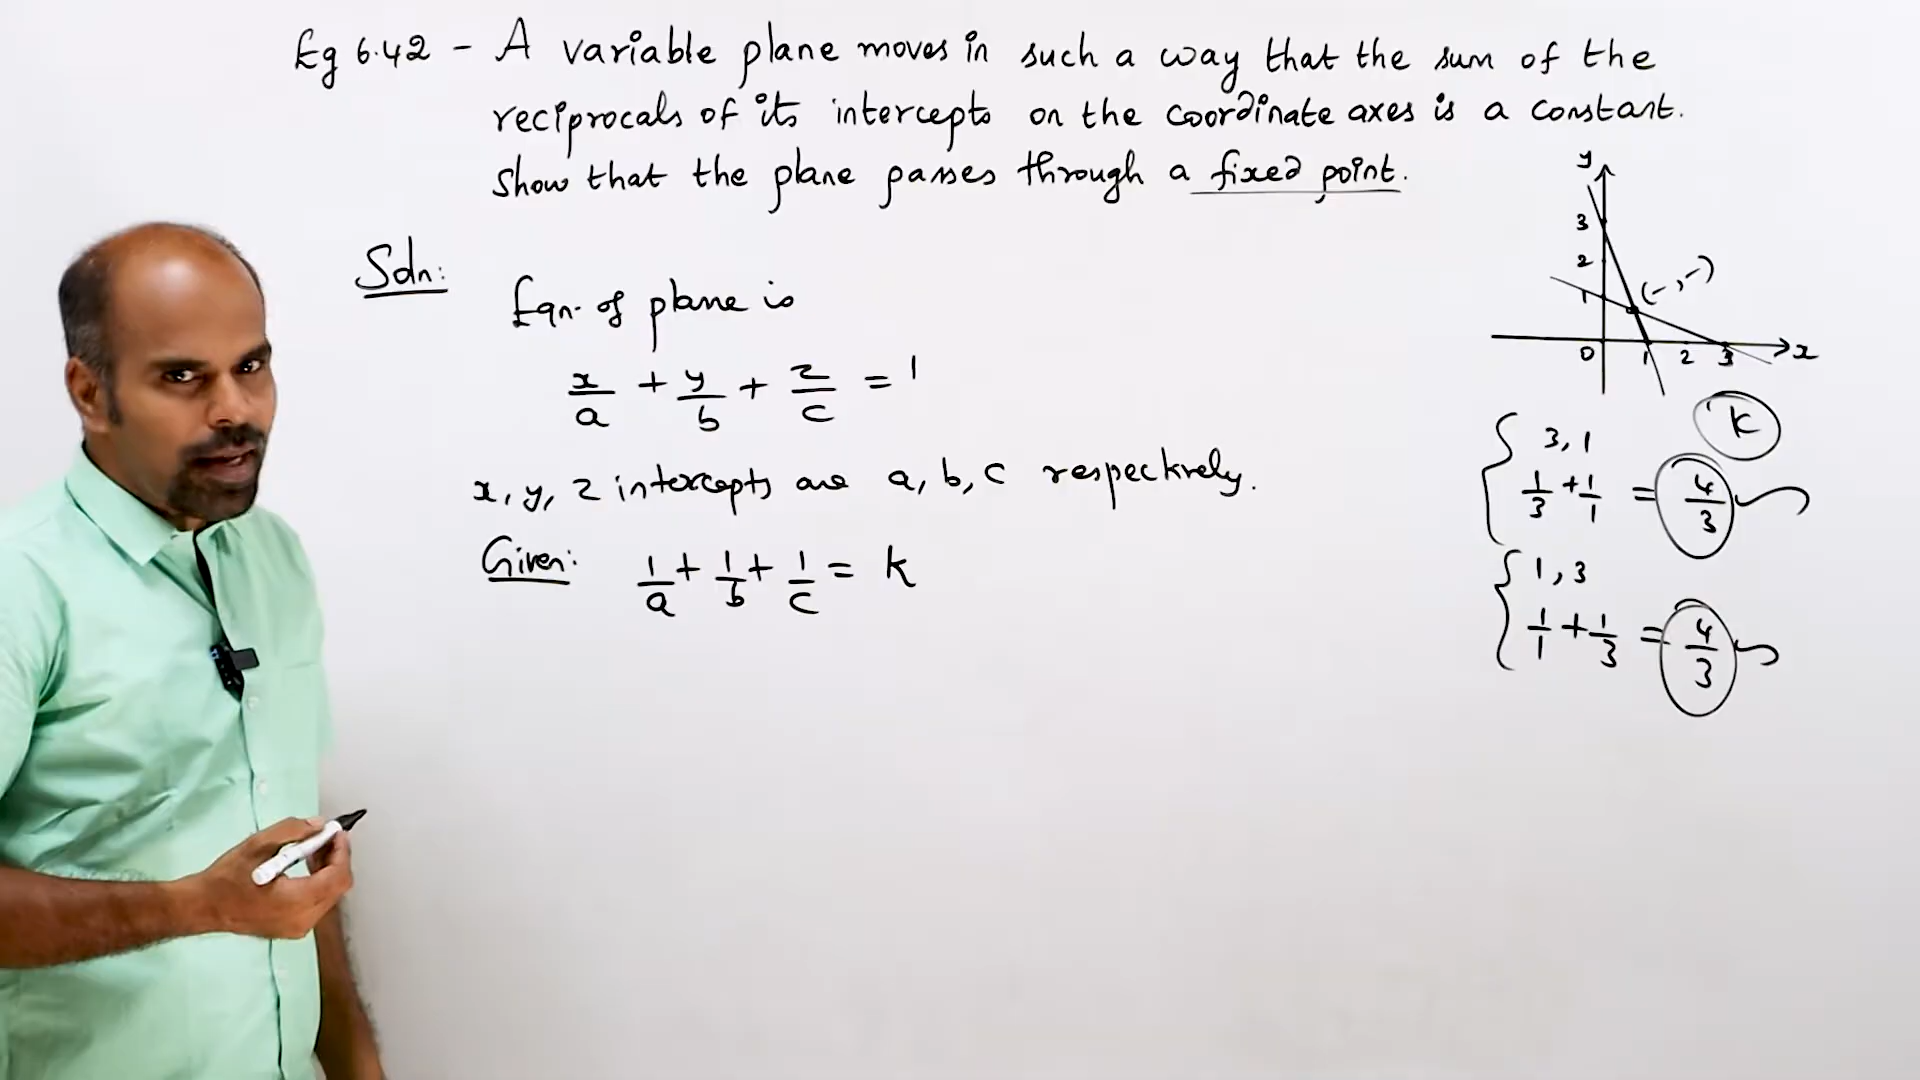 Eg 6.42 - A variable plane moves in such a way that the sum of the
reciprocals of its intercepts on the coordinate axes is a constant.
Show that the plane passes through a fixed point.
Soln:
Eqn. of plane is
x/a + y/b + z/c = 1
x, y, z intercepts are a, b, c respectively.
Given: 1/a + 1/b + 1/c = k
y
3
2
1
(-,-)
0 1 2 3 x
k
3, 1
1/3 + 1/1 = 4/3
1, 3
1/1 + 1/3 = 4/3